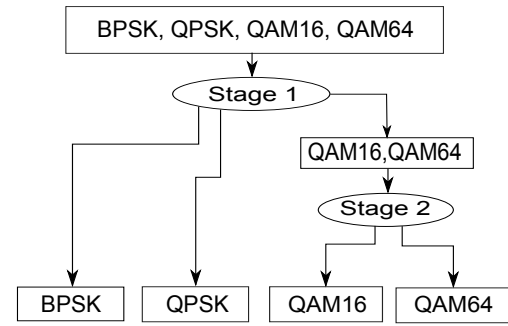 BPSK, QPSK, QAM16, QAM64
Stage 1
QAM16,QAM64
Stage 2
BPSK
QPSK
QAM16
QAM64